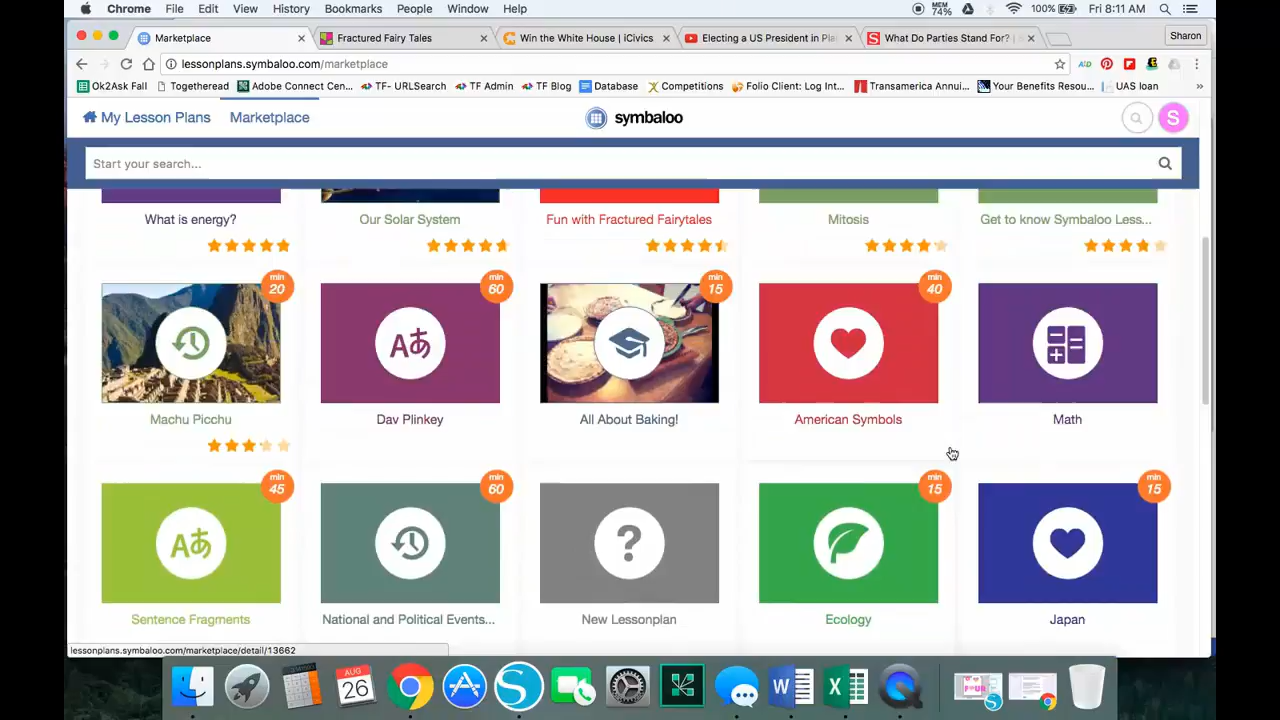 Chrome File Edit View History Bookmarks People Window Help MEM 74% 100% Fri 8:11 AM
Marketplace Fractured Fairy Tales Win the White House | iCivics Electing a US President in Pla What Do Parties Stand For? | Sharon
lessonplans.symbaloo.com/marketplace
Ok2Ask Fall Togetheread Adobe Connect Cen... TF- URLSearch TF Admin TF Blog Database Competitions Folio Client: Log Int... Transamerica Annui... Your Benefits Resou... UAS loan »
My Lesson Plans Marketplace symbaloo S
Start your search...
What is energy? Our Solar System Fun with Fractured Fairytales Mitosis Get to know Symbaloo Less...
min 20 min 60 min 15 min 40
Aあ
Machu Picchu Dav Plinkey All About Baking! American Symbols Math
min 45 min 60 min 15 min 15
Aあ ?
Sentence Fragments National and Political Events... New Lessonplan Ecology Japan
lessonplans.symbaloo.com/marketplace/detail/13662
AUG 26 W X